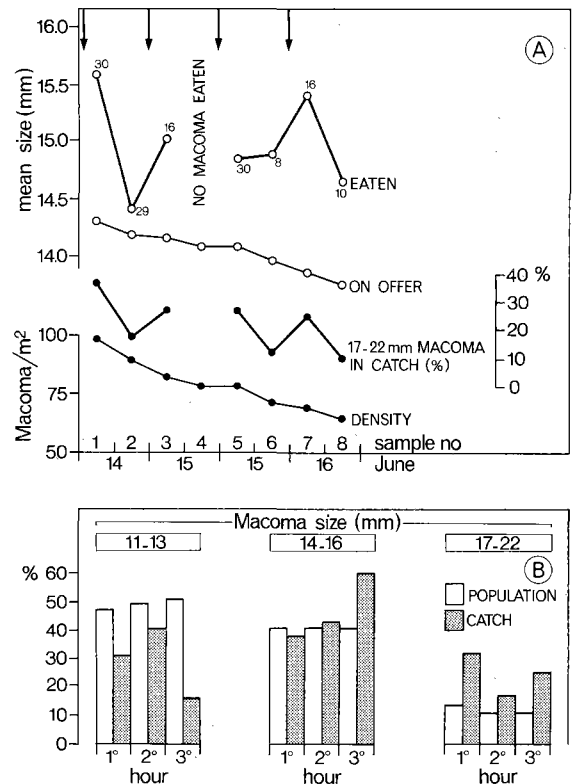 16.0
A
30
mean size (mm)
15.5
16
16
NO MACOMA EATEN
15.0
30
8
EATEN
14.5
29
10
14.0
ON OFFER
40 %
30
20
10
0
17-22 mm MACOMA
IN CATCH (%)
Macoma/m²
100
75
DENSITY
50
1 2 3 4 5 6 7 8 sample no
14 15 15 16 June
Macoma size (mm)
11-13 14-16 17-22
B
%
60
50
40
30
20
10
0
POPULATION
CATCH
1° 2° 3° 1° 2° 3° 1° 2° 3°
hour hour hour